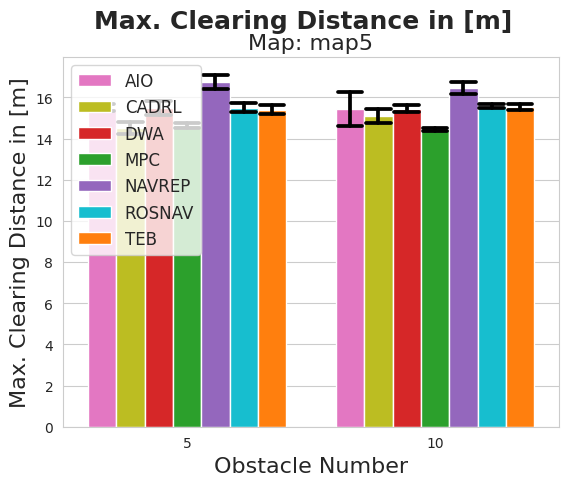 Max. Clearing Distance in [m]
Map: map5
Max. Clearing Distance in [m]
16
14
12
10
8
6
4
2
0
AIO
CADRL
DWA
MPC
NAVREP
ROSNAV
TEB
5
10
Obstacle Number